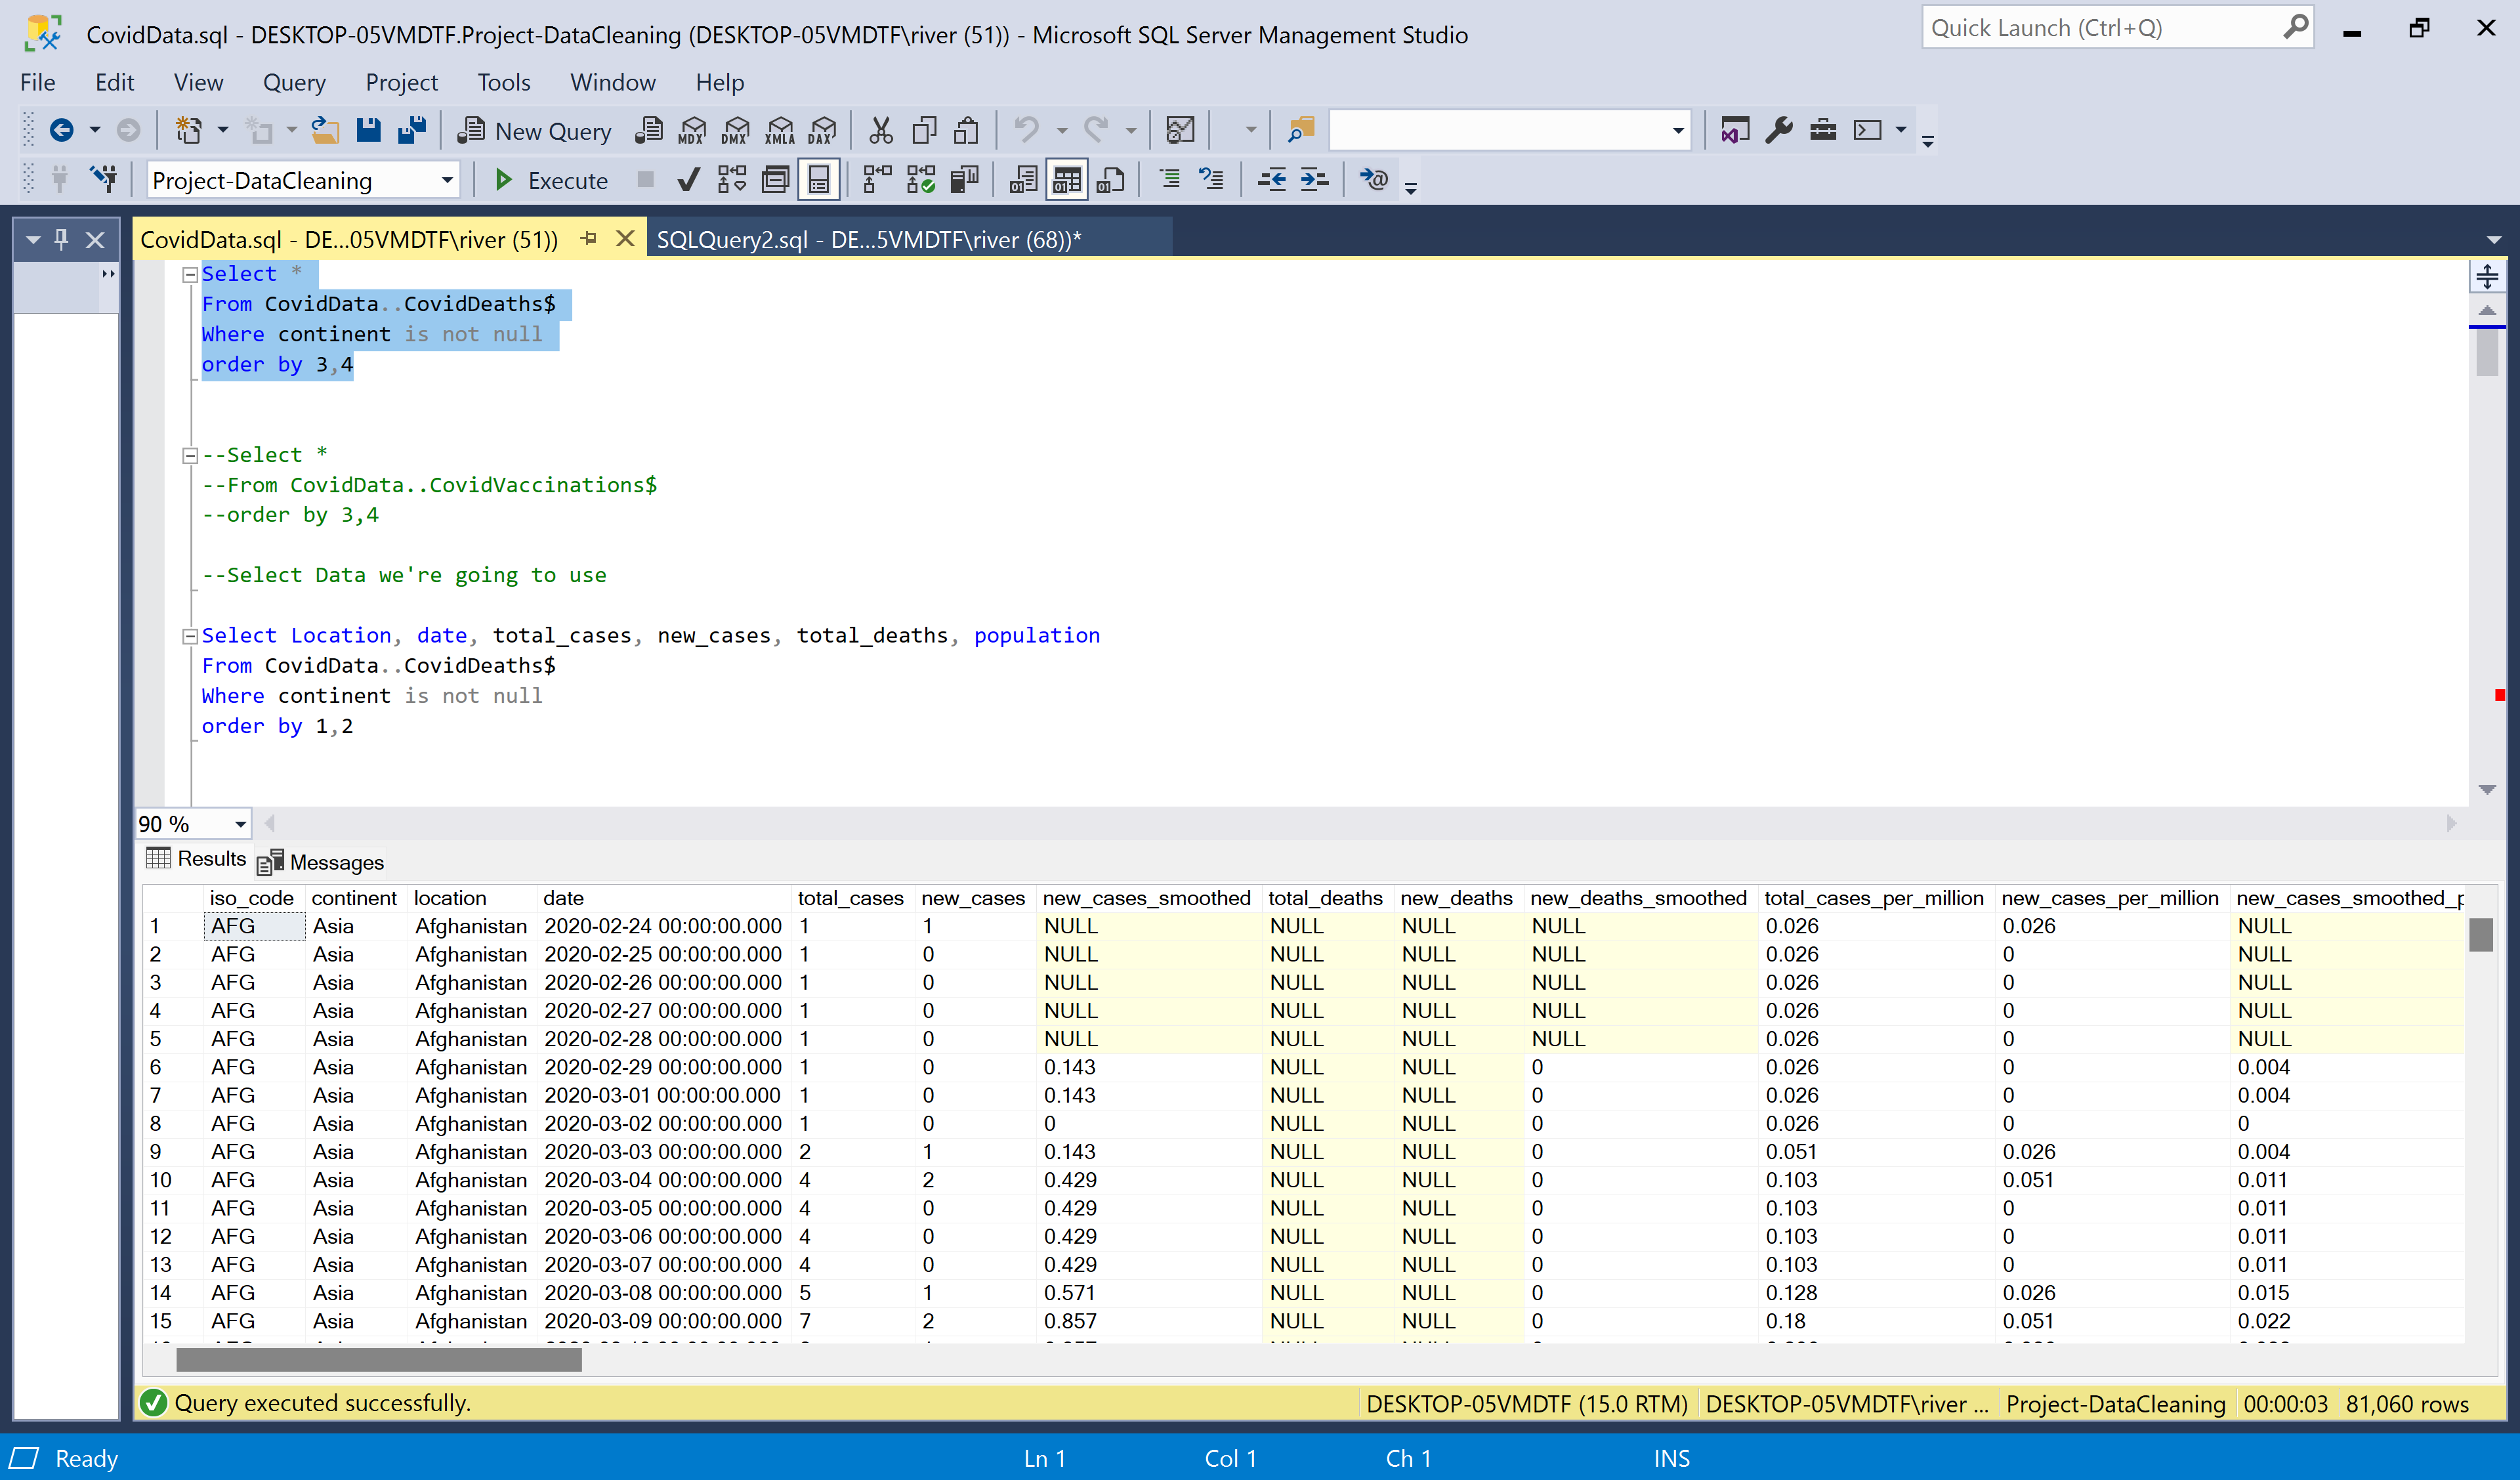 CovidData.sql - DESKTOP-05VMDTF.Project-DataCleaning (DESKTOP-05VMDTF\river (51)) - Microsoft SQL Server Management Studio
Quick Launch (Ctrl+Q)
File Edit View Query Project Tools Window Help
New Query MDX DMX XMLA DAX
Project-DataCleaning Execute
CovidData.sql - DE...05VMDTF\river (51)) SQLQuery2.sql - DE...5VMDTF\river (68))*
Select *
From CovidData..CovidDeaths$
Where continent is not null
order by 3,4
--Select *
--From CovidData..CovidVaccinations$
--order by 3,4
--Select Data we're going to use
Select Location, date, total_cases, new_cases, total_deaths, population
From CovidData..CovidDeaths$
Where continent is not null
order by 1,2
90 %
Results Messages
iso_code continent location date total_cases new_cases new_cases_smoothed total_deaths new_deaths new_deaths_smoothed total_cases_per_million new_cases_per_million new_cases_smoothed_p
1 AFG Asia Afghanistan 2020-02-24 00:00:00.000 1 1 NULL NULL NULL NULL 0.026 0.026 NULL
2 AFG Asia Afghanistan 2020-02-25 00:00:00.000 1 0 NULL NULL NULL NULL 0.026 0 NULL
3 AFG Asia Afghanistan 2020-02-26 00:00:00.000 1 0 NULL NULL NULL NULL 0.026 0 NULL
4 AFG Asia Afghanistan 2020-02-27 00:00:00.000 1 0 NULL NULL NULL NULL 0.026 0 NULL
5 AFG Asia Afghanistan 2020-02-28 00:00:00.000 1 0 NULL NULL NULL NULL 0.026 0 NULL
6 AFG Asia Afghanistan 2020-02-29 00:00:00.000 1 0 0.143 NULL NULL 0 0.026 0 0.004
7 AFG Asia Afghanistan 2020-03-01 00:00:00.000 1 0 0.143 NULL NULL 0 0.026 0 0.004
8 AFG Asia Afghanistan 2020-03-02 00:00:00.000 1 0 0 NULL NULL 0 0.026 0 0
9 AFG Asia Afghanistan 2020-03-03 00:00:00.000 2 1 0.143 NULL NULL 0 0.051 0.026 0.004
10 AFG Asia Afghanistan 2020-03-04 00:00:00.000 4 2 0.429 NULL NULL 0 0.103 0.051 0.011
11 AFG Asia Afghanistan 2020-03-05 00:00:00.000 4 0 0.429 NULL NULL 0 0.103 0 0.011
12 AFG Asia Afghanistan 2020-03-06 00:00:00.000 4 0 0.429 NULL NULL 0 0.103 0 0.011
13 AFG Asia Afghanistan 2020-03-07 00:00:00.000 4 0 0.429 NULL NULL 0 0.103 0 0.011
14 AFG Asia Afghanistan 2020-03-08 00:00:00.000 5 1 0.571 NULL NULL 0 0.128 0.026 0.015
15 AFG Asia Afghanistan 2020-03-09 00:00:00.000 7 2 0.857 NULL NULL 0 0.18 0.051 0.022
Query executed successfully. DESKTOP-05VMDTF (15.0 RTM) DESKTOP-05VMDTF\river ... Project-DataCleaning 00:00:03 81,060 rows
Ready Ln 1 Col 1 Ch 1 INS